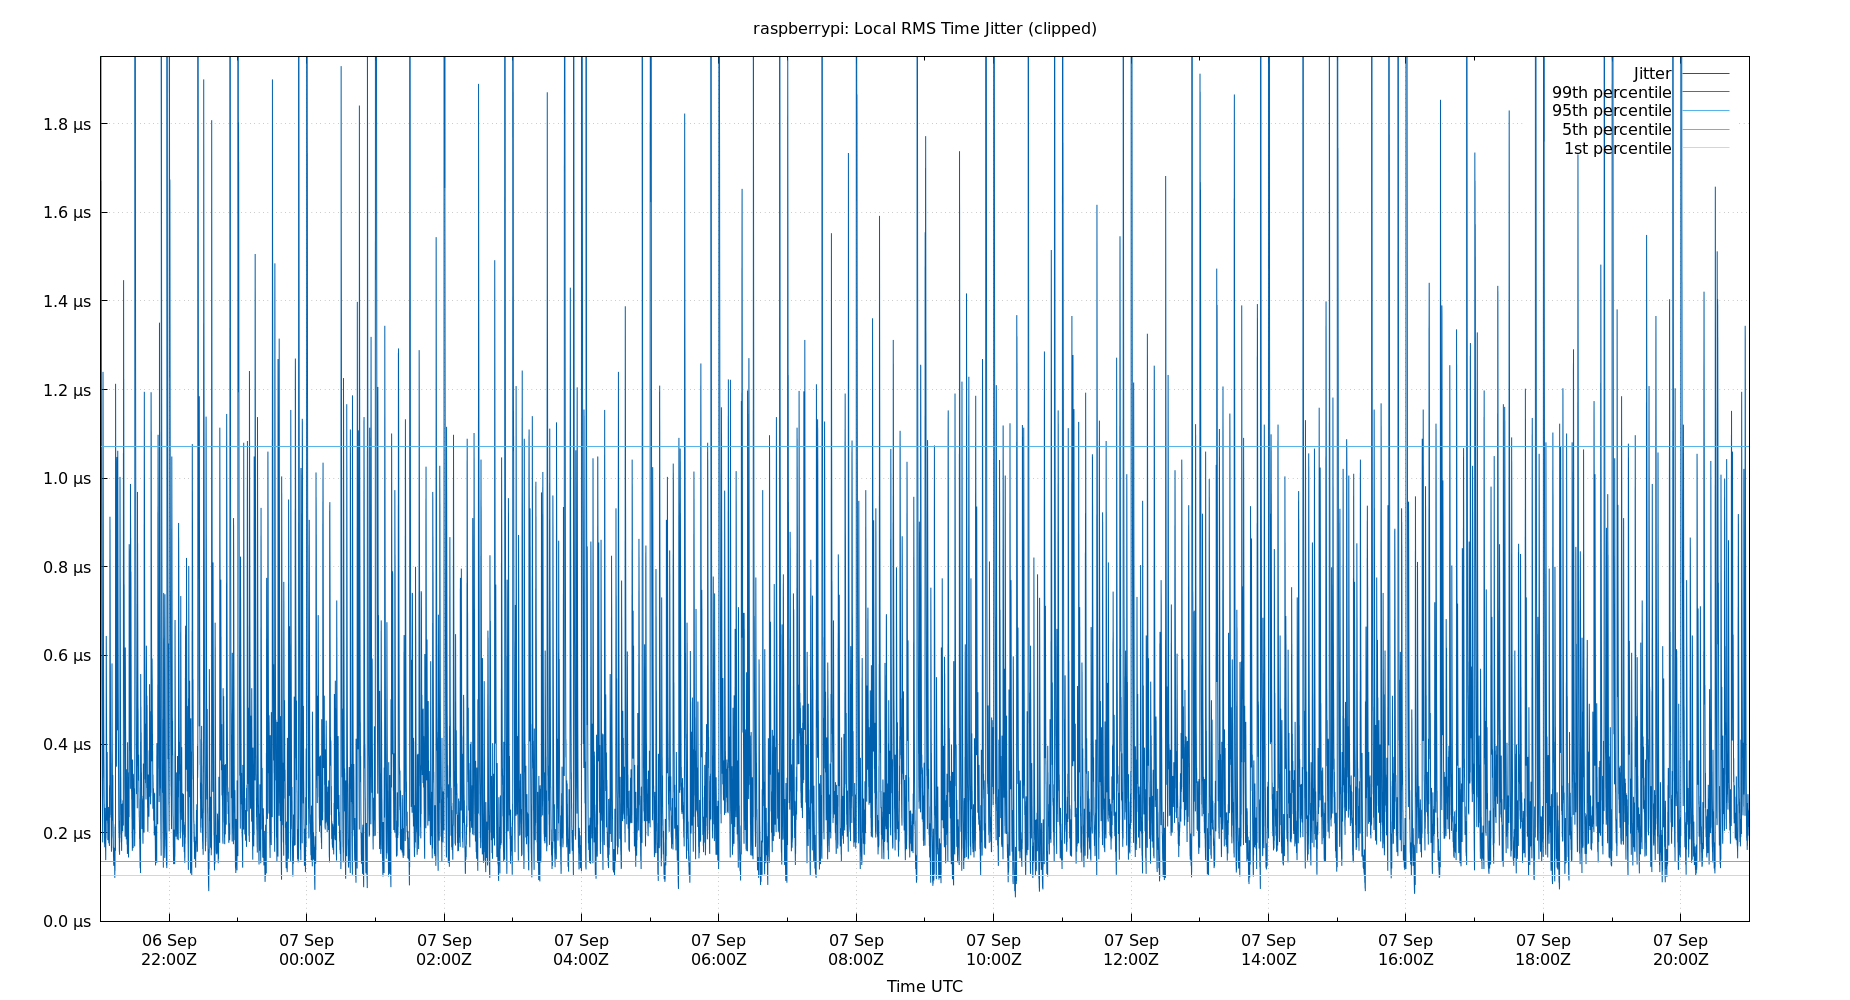 raspberrypi: Local RMS Time Jitter (clipped)
Jitter
99th percentile
95th percentile
5th percentile
1st percentile
1.8 µs
1.6 µs
1.4 µs
1.2 µs
1.0 µs
0.8 µs
0.6 µs
0.4 µs
0.2 µs
0.0 µs
06 Sep 07 Sep 07 Sep 07 Sep 07 Sep 07 Sep 07 Sep 07 Sep 07 Sep 07 Sep 07 Sep 07 Sep
22:00Z 00:00Z 02:00Z 04:00Z 06:00Z 08:00Z 10:00Z 12:00Z 14:00Z 16:00Z 18:00Z 20:00Z
Time UTC